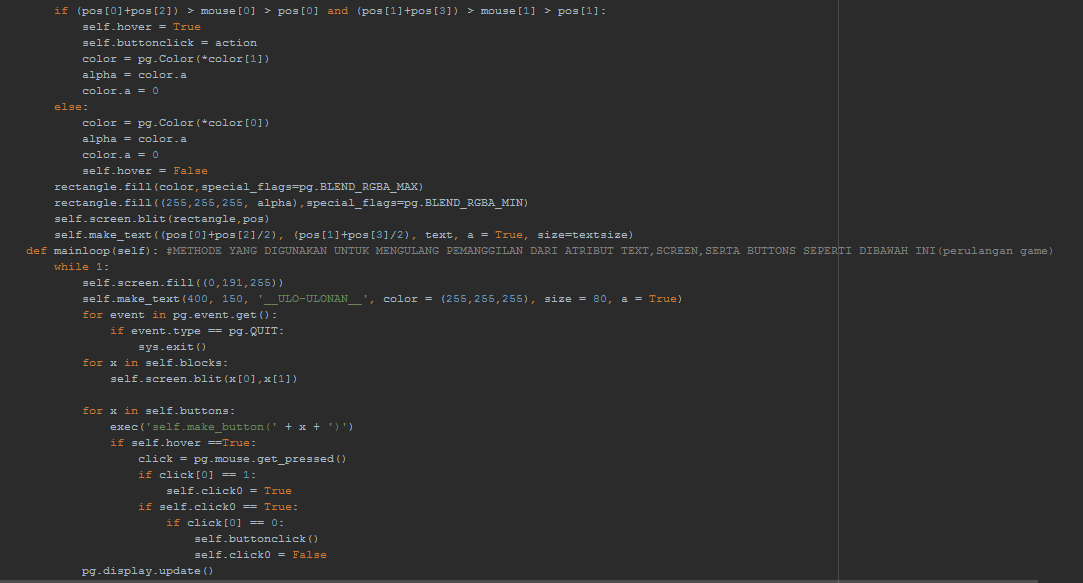 if (pos[0]+pos[2]) > mouse[0] > pos[0] and (pos[1]+pos[3]) > mouse[1] > pos[1]:
self.hover = True
self.buttonclick = action
color = pg.Color(*color[1])
alpha = color.a
color.a = 0
else:
color = pg.Color(*color[0])
alpha = color.a
color.a = 0
self.hover = False
rectangle.fill(color,special_flags=pg.BLEND_RGBA_MAX)
rectangle.fill((255,255,255, alpha),special_flags=pg.BLEND_RGBA_MIN)
self.screen.blit(rectangle,pos)
self.make_text((pos[0]+pos[2]/2), (pos[1]+pos[3]/2), text, a = True, size=textsize)
def mainloop(self): #METHODE YANG DIGUNAKAN UNTUK MENGULANG PEMANGGILAN DARI ATRIBUT TEXT,SCREEN,SERTA BUTTONS SEPERTI DIBAWAH INI(perulangan game)
while 1:
self.screen.fill((0,191,255))
self.make_text(400, 150, '__ULO-ULONAN__', color = (255,255,255), size = 80, a = True)
for event in pg.event.get():
if event.type == pg.QUIT:
sys.exit()
for x in self.blocks:
self.screen.blit(x[0],x[1])
for x in self.buttons:
exec('self.make_button(' + x + ')')
if self.hover ==True:
click = pg.mouse.get_pressed()
if click[0] == 1:
self.click0 = True
if self.click0 == True:
if click[0] == 0:
self.buttonclick()
self.click0 = False
pg.display.update()